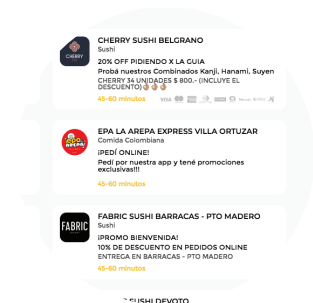 CHERRY SUSHI BELGRANO
Sushi
20% OFF PIDIENDO X LA GUIA
Probá nuestros Combinados Kanji, Hanami, Suyen
CHERRY 34 UNIDADES $ 800.- (INCLUYE EL
DESCUENTO)
45-60 minutos
VISA
CHERRY
EPA LA AREPA EXPRESS VILLA ORTUZAR
Comida Colombiana
¡PEDÍ ONLINE!
Pedí por nuestra app y tené promociones
exclusivas!!!
45-60 minutos
FABRIC SUSHI BARRACAS - PTO MADERO
Sushi
¡PROMO BIENVENIDA!
10% DE DESCUENTO EN PEDIDOS ONLINE
ENTREGA EN BARRACAS - PTO MADERO
45-60 minutos
FABRIC
SUSHI DEVOTO